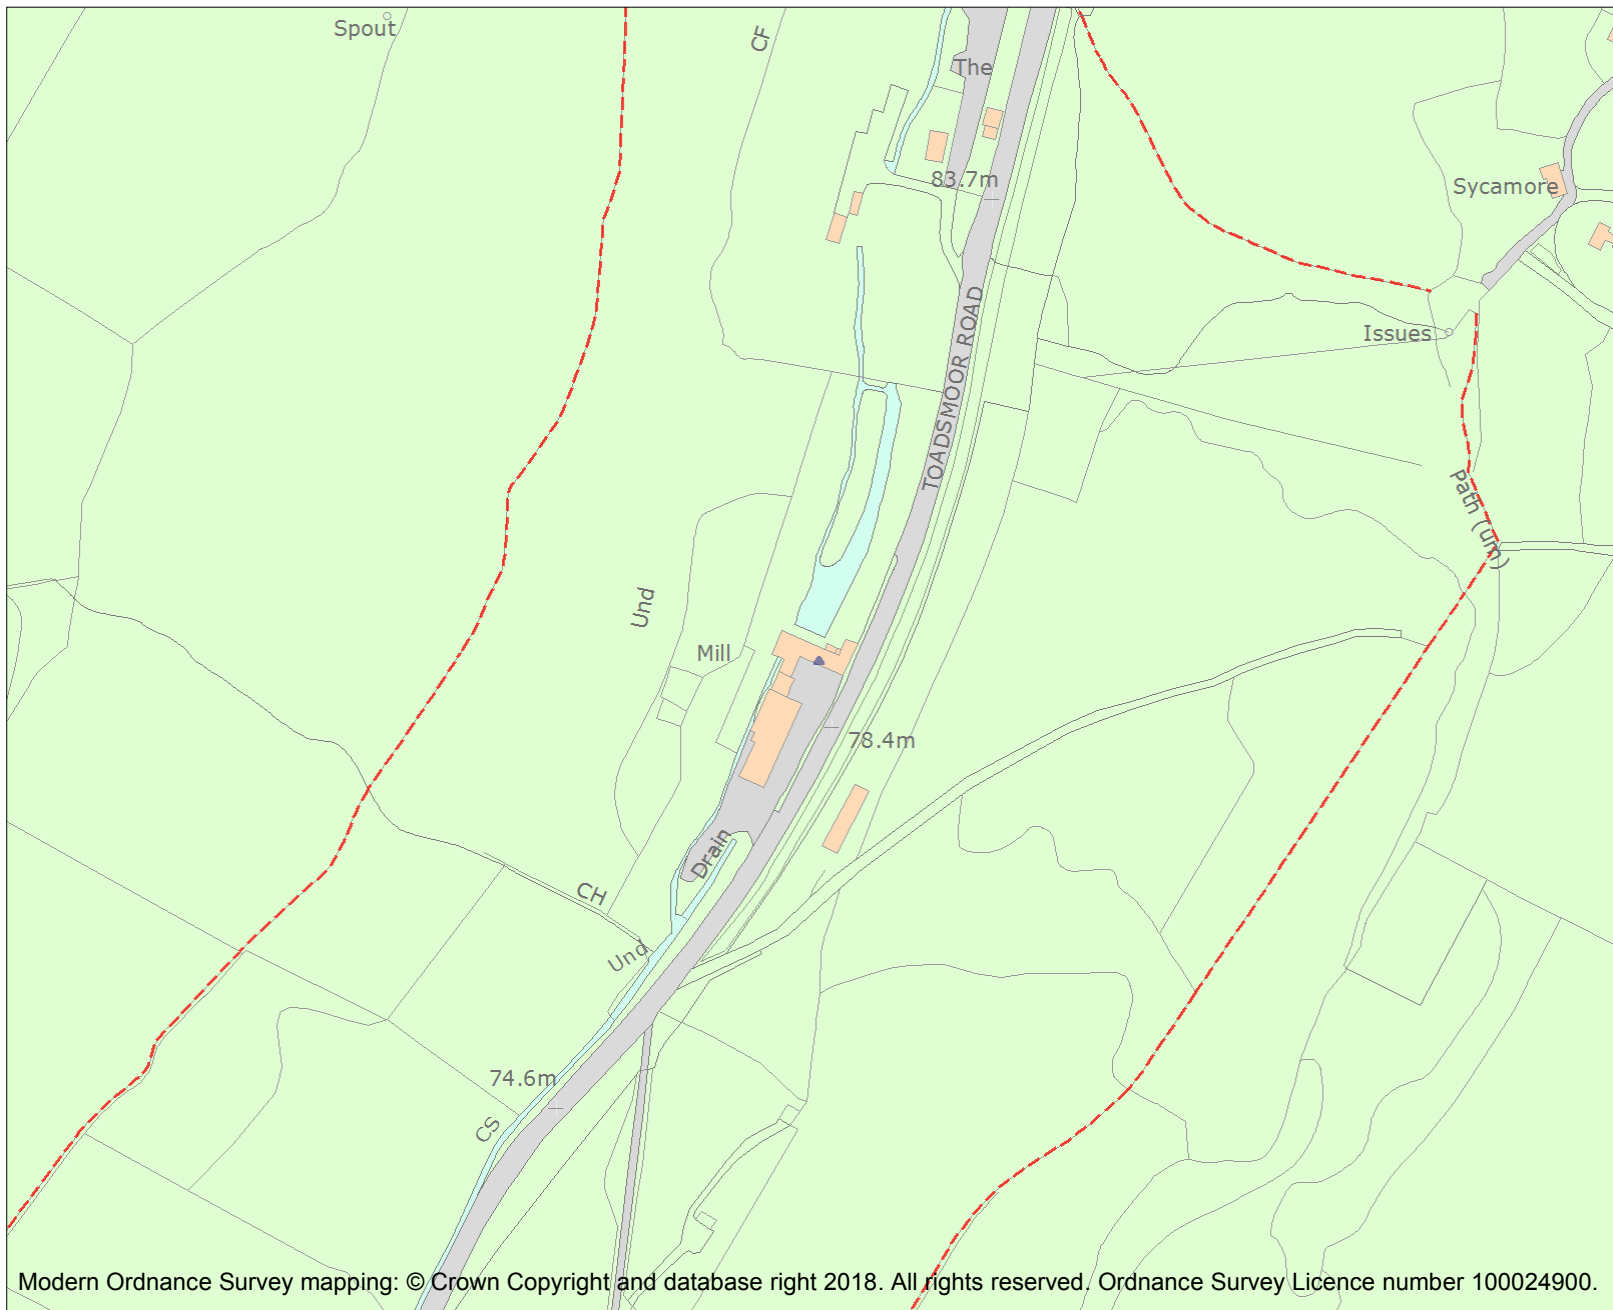 Spout
CF
The
83.7m
Sycamore
TOADSMOOR ROAD
Issues
Path (um)
Und
Mill
78.4m
Drain
CH
Und
74.6m
CS
Modern Ordnance Survey mapping: © Crown Copyright and database right 2018. All rights reserved. Ordnance Survey Licence number 100024900.